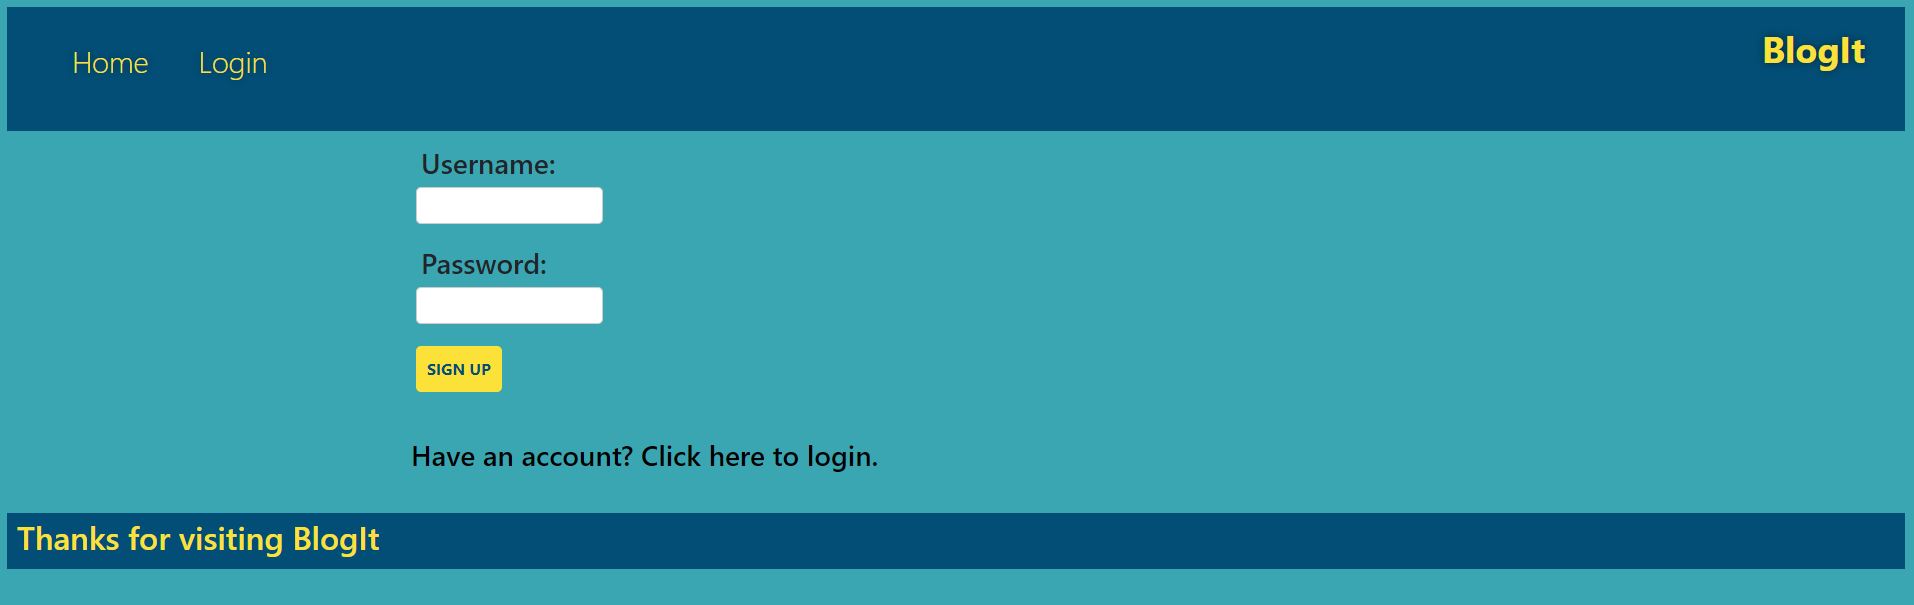 Home Login BlogIt
Username:
Password:
SIGN UP
Have an account? Click here to login.
Thanks for visiting BlogIt